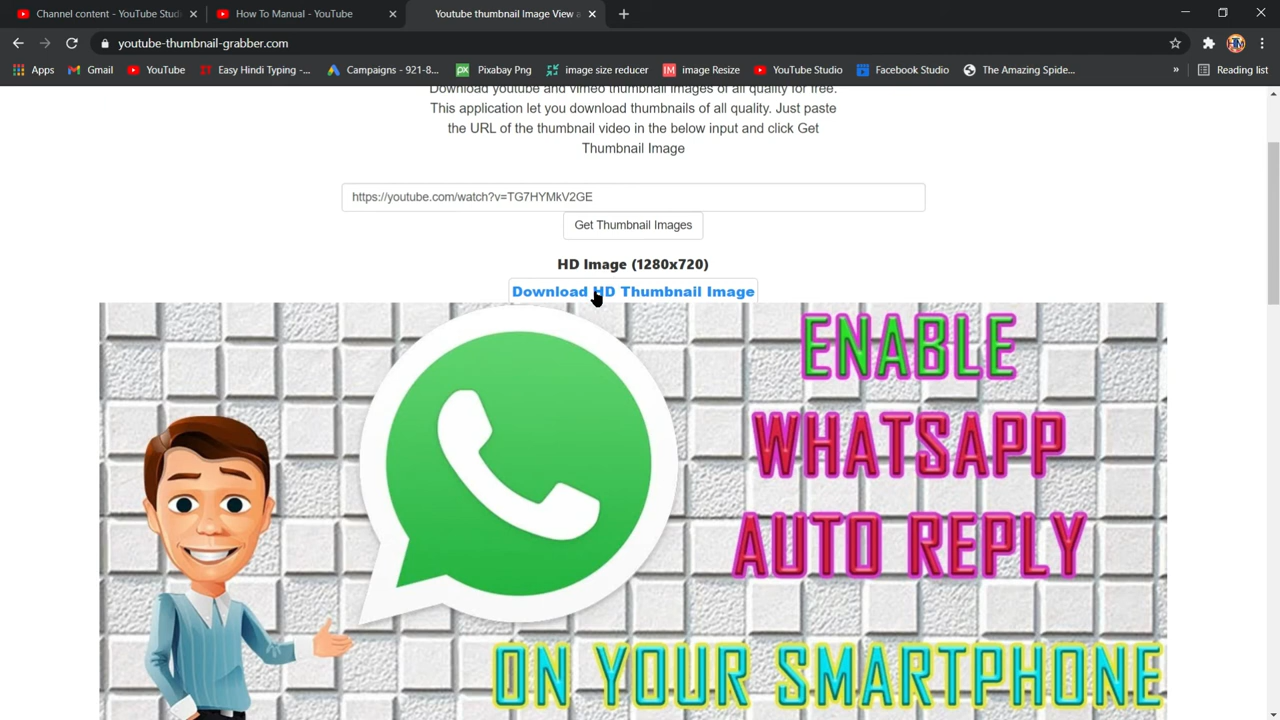 Channel content - YouTube Studi
How To Manual - YouTube
Youtube thumbnail Image View a
youtube-thumbnail-grabber.com
Apps
Gmail
YouTube
Easy Hindi Typing -...
Campaigns - 921-8...
px
Pixabay Png
image size reducer
IM
image Resize
YouTube Studio
Facebook Studio
The Amazing Spide...
»
Reading list
Download youtube and vimeo thumbnail images of all quality for free.
This application let you download thumbnails of all quality. Just paste
the URL of the thumbnail video in the below input and click Get
Thumbnail Image
https://youtube.com/watch?v=TG7HYMkV2GE
Get Thumbnail Images
HD Image (1280x720)
Download HD Thumbnail Image
ENABLE
WHATSAPP
AUTO REPLY
ON YOUR SMARTPHONE